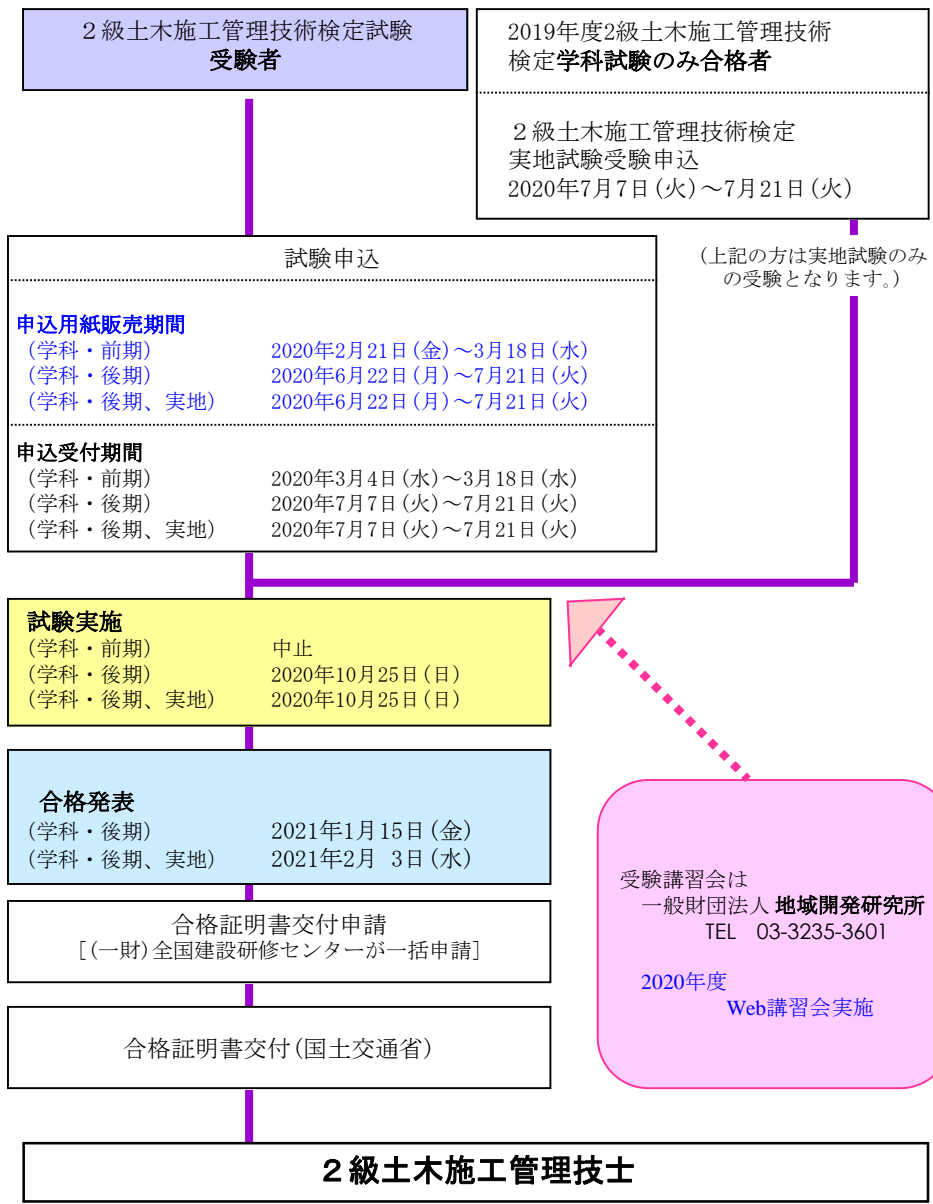 ２級土木施工管理技術検定試験
受験者
2019年度2級土木施工管理技術
検定学科試験のみ合格者
２級土木施工管理技術検定
実地試験受験申込
2020年7月7日(火)～7月21日(火)
(上記の方は実地試験のみ
の受験となります。)
試験申込
申込用紙販売期間
(学科・前期) 2020年2月21日(金)～3月18日(水)
(学科・後期) 2020年6月22日(月)～7月21日(火)
(学科・後期、実地) 2020年6月22日(月)～7月21日(火)
申込受付期間
(学科・前期) 2020年3月4日(水)～3月18日(水)
(学科・後期) 2020年7月7日(火)～7月21日(火)
(学科・後期、実地) 2020年7月7日(火)～7月21日(火)
試験実施
(学科・前期) 中止
(学科・後期) 2020年10月25日(日)
(学科・後期、実地) 2020年10月25日(日)
合格発表
(学科・後期) 2021年1月15日(金)
(学科・後期、実地) 2021年2月 3日(水)
合格証明書交付申請
[(一財)全国建設研修センターが一括申請]
合格証明書交付(国土交通省)
受験講習会は
一般財団法人 地域開発研究所
TEL 03-3235-3601
2020年度
Web講習会実施
２級土木施工管理技士